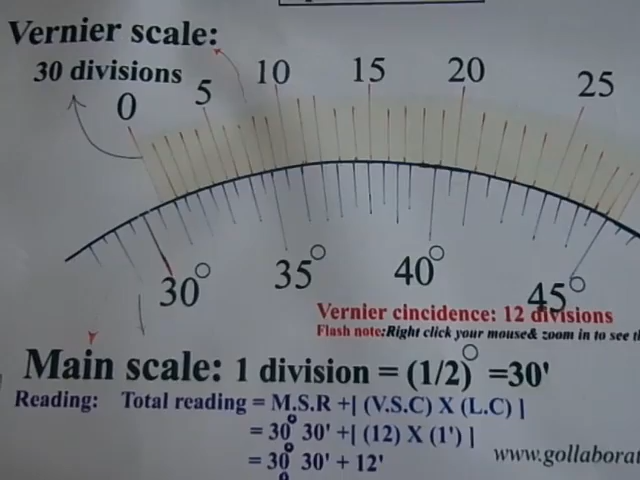 Vernier scale:
30 divisions
0 5 10 15 20 25
30° 35° 40° 45°
Vernier cincidence: 12 divisions
Flash note:Right click your mouse& zoom in to see
Main scale: 1 division = (1/2)° =30'
Reading: Total reading = M.S.R +[ (V.S.C) X (L.C) ]
= 30° 30' +[ (12) X (1') ]
= 30° 30' + 12'
www.gollaborat